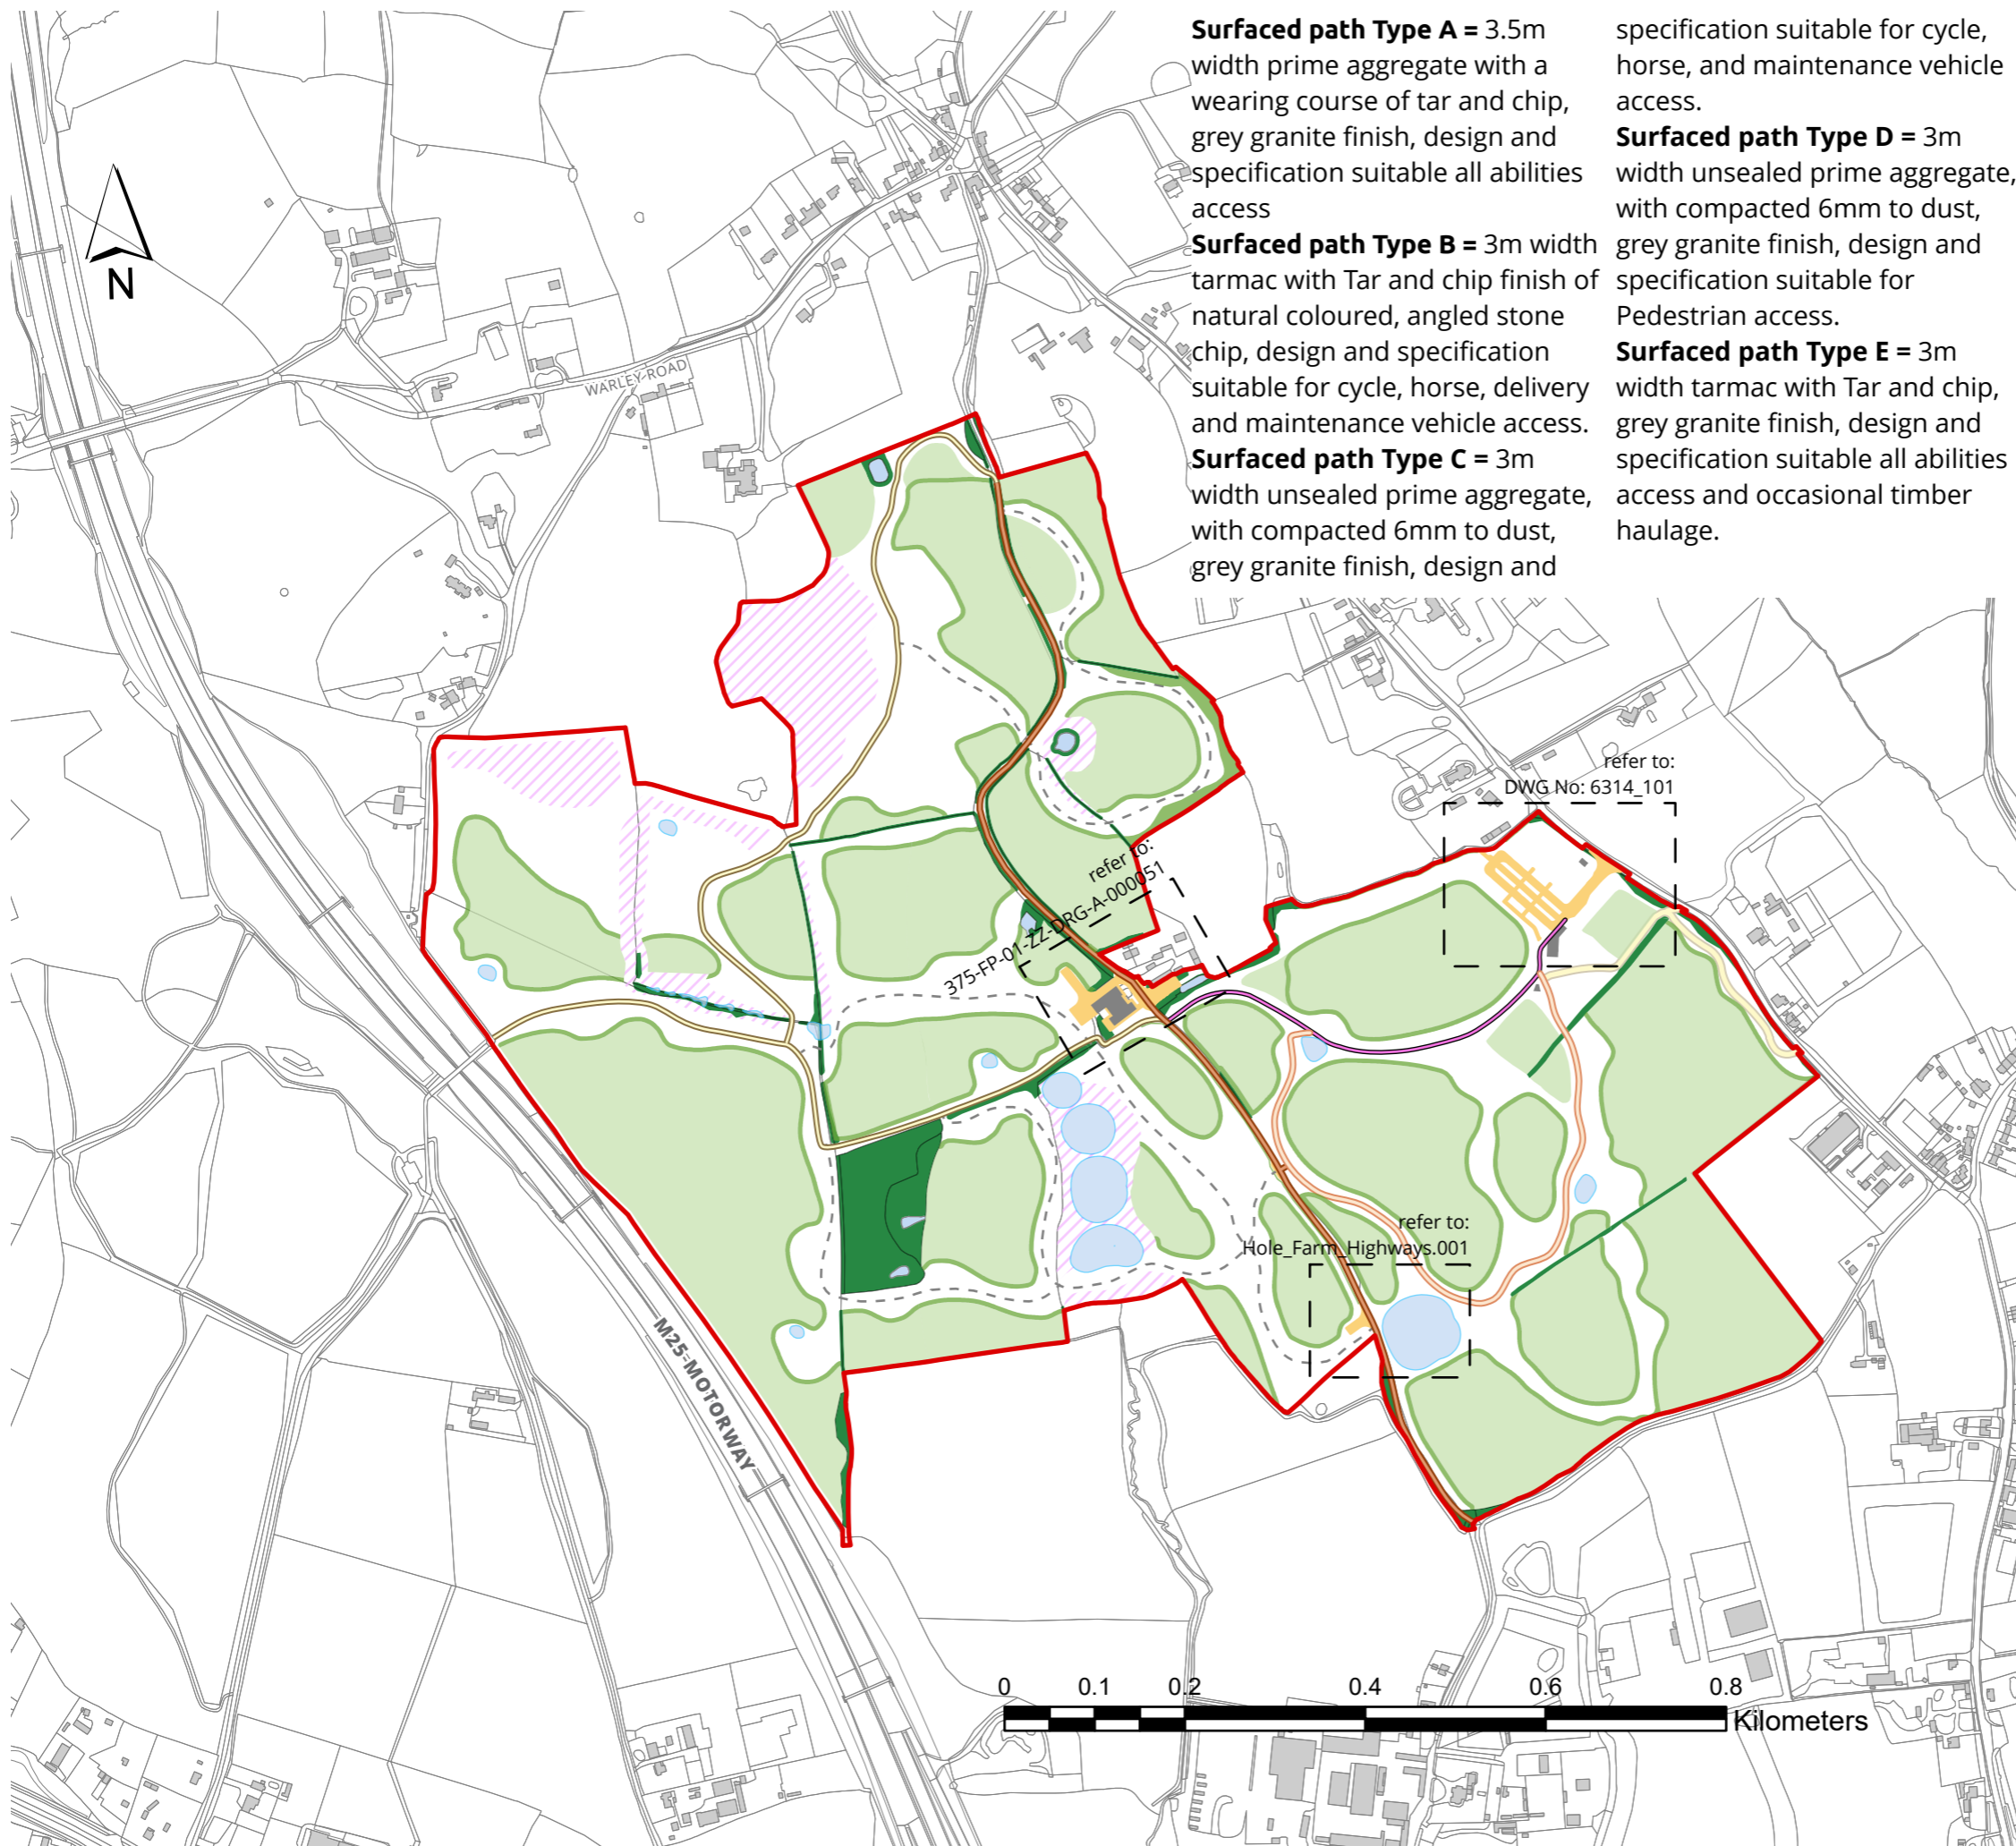 Surfaced path Type A = 3.5m
width prime aggregate with a
wearing course of tar and chip,
grey granite finish, design and
specification suitable all abilities
access
Surfaced path Type B = 3m width
tarmac with Tar and chip finish of
natural coloured, angled stone
chip, design and specification
suitable for cycle, horse, delivery
and maintenance vehicle access.
Surfaced path Type C = 3m
width unsealed prime aggregate,
with compacted 6mm to dust,
grey granite finish, design and
specification suitable for cycle,
horse, and maintenance vehicle
access.
Surfaced path Type D = 3m
width unsealed prime aggregate,
with compacted 6mm to dust,
grey granite finish, design and
specification suitable for
Pedestrian access.
Surfaced path Type E = 3m
width tarmac with Tar and chip,
grey granite finish, design and
specification suitable all abilities
access and occasional timber
haulage.
N
WARLEY ROAD
refer to:
DWG No: 6314_101
refer to:
375-FP-01-ZZ-DRG-A-000051
refer to:
Hole_Farm_Highways.001
M25 MOTORWAY
0 0.1 0.2 0.4 0.6 0.8
Kilometers